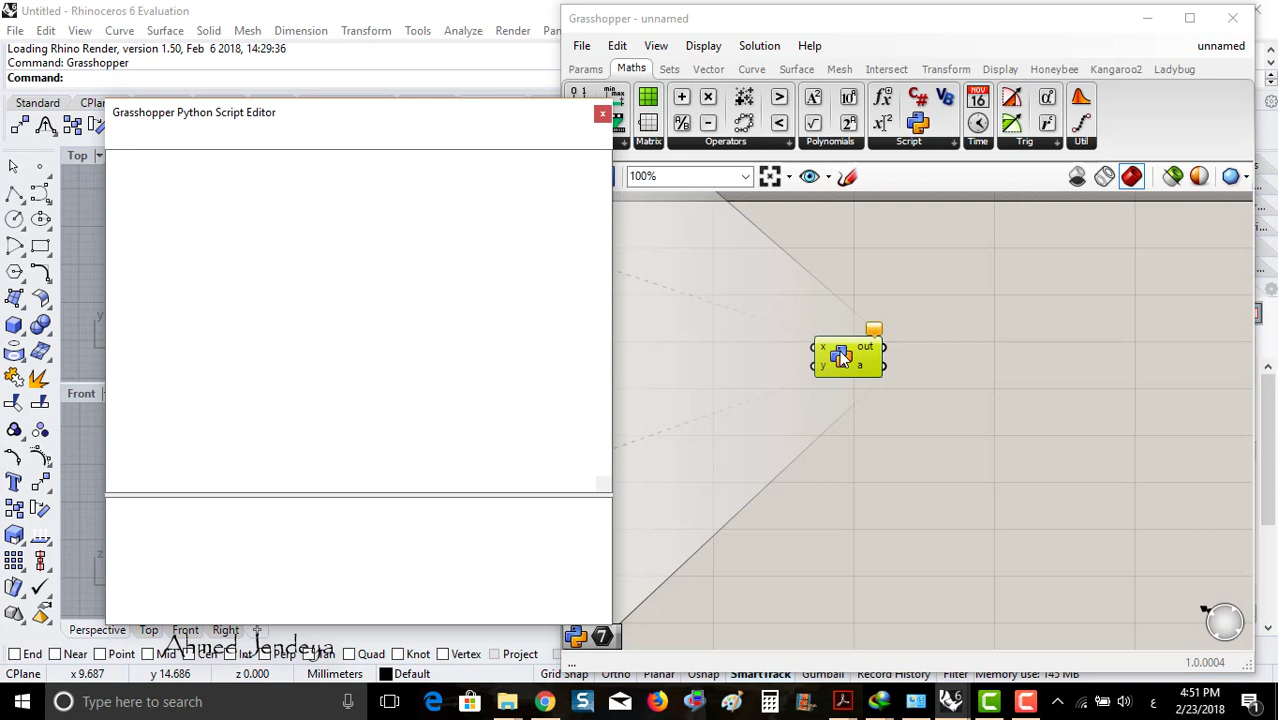 Untitled - Rhinoceros 6 Evaluation
File Edit View Curve Surface Solid Mesh Dimension Transform Tools Analyze Render
Loading Rhino Render, version 1.50, Feb 6 2018, 14:29:36
Command: Grasshopper
Command:
Standard
Top
Front
Grasshopper Python Script Editor
Grasshopper - unnamed
File Edit View Display Solution Help
unnamed
Params Maths Sets Vector Curve Surface Mesh Intersect Transform Display Honeybee Kangaroo2 Ladybug
Matrix Operators Polynomials Script Time Trig Util
100%
x out
y a
Perspective Top Front Right
Ahmed Jendeya
End Near Point Mid Cen Int Perp Tan Quad Knot Vertex Project
...
1.0.0004
CPlane x 9.687 y 14.686 z 0.000 Millimeters Default Grid Snap Ortho Planar Osnap SmartTrack Gumball Record History Filter Memory use: 145 MB
Type here to search
4:51 PM
2/23/2018